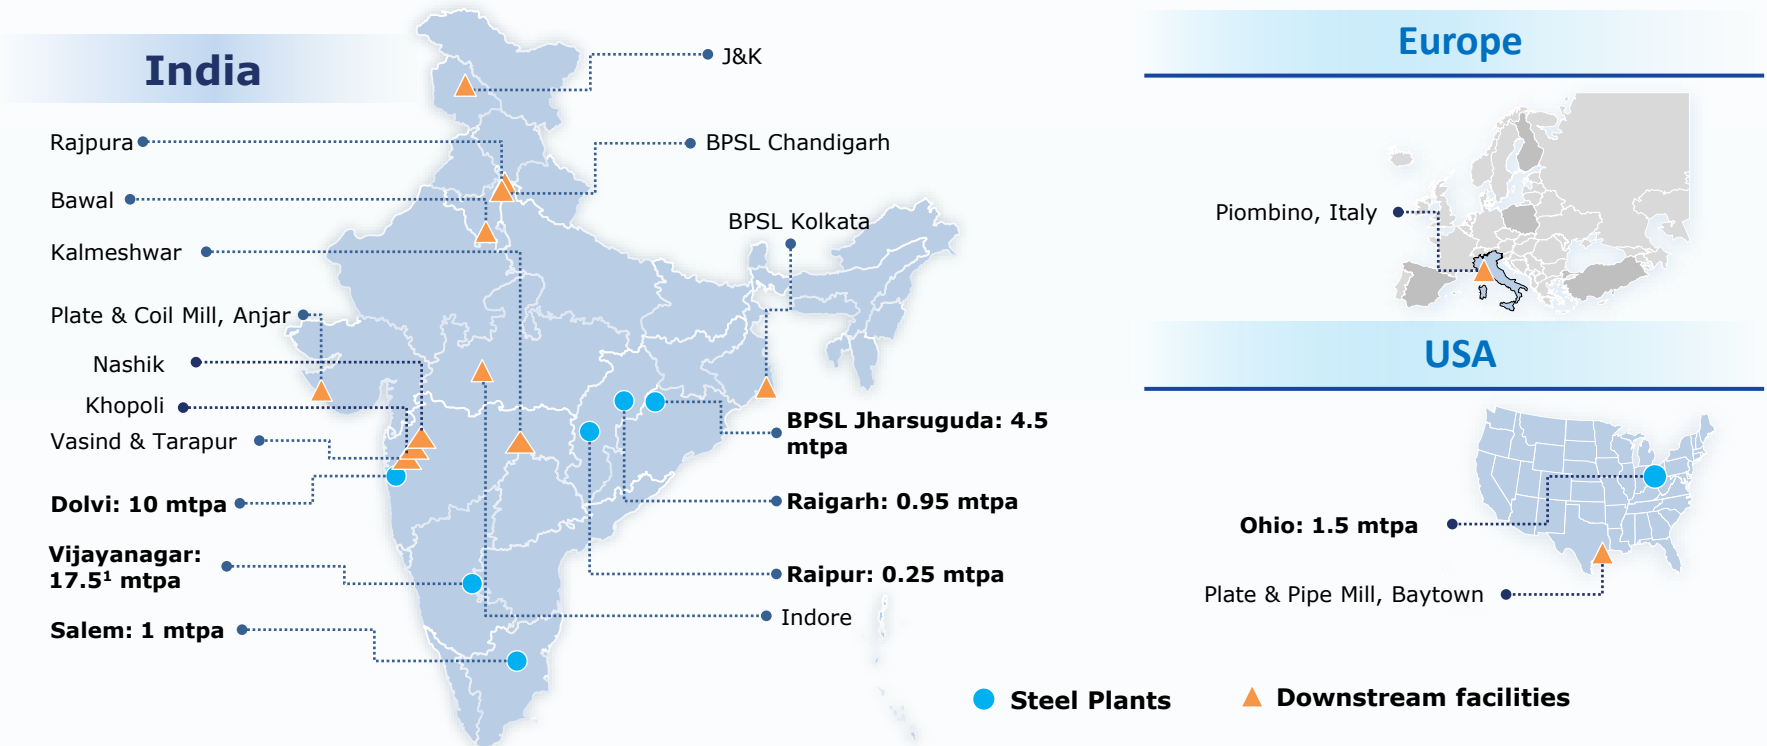 India
J&K
Rajpura
BPSL Chandigarh
Bawal
BPSL Kolkata
Kalmeshwar
Plate & Coil Mill, Anjar
Nashik
Khopoli
Vasind & Tarapur
Dolvi: 10 mtpa
Vijayanagar:
17.5¹ mtpa
Salem: 1 mtpa
BPSL Jharsuguda: 4.5
mtpa
Raigarh: 0.95 mtpa
Raipur: 0.25 mtpa
Indore
Europe
Piombino, Italy
USA
Ohio: 1.5 mtpa
Plate & Pipe Mill, Baytown
Steel Plants
Downstream facilities